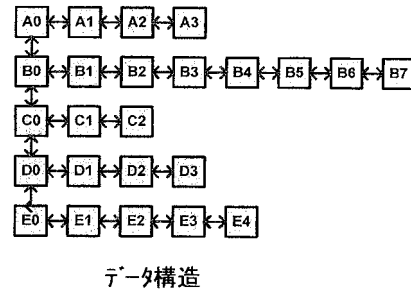 A0 A1 A2 A3
B0 B1 B2 B3 B4 B5 B6 B7
C0 C1 C2
D0 D1 D2 D3
E0 E1 E2 E3 E4
データ構造